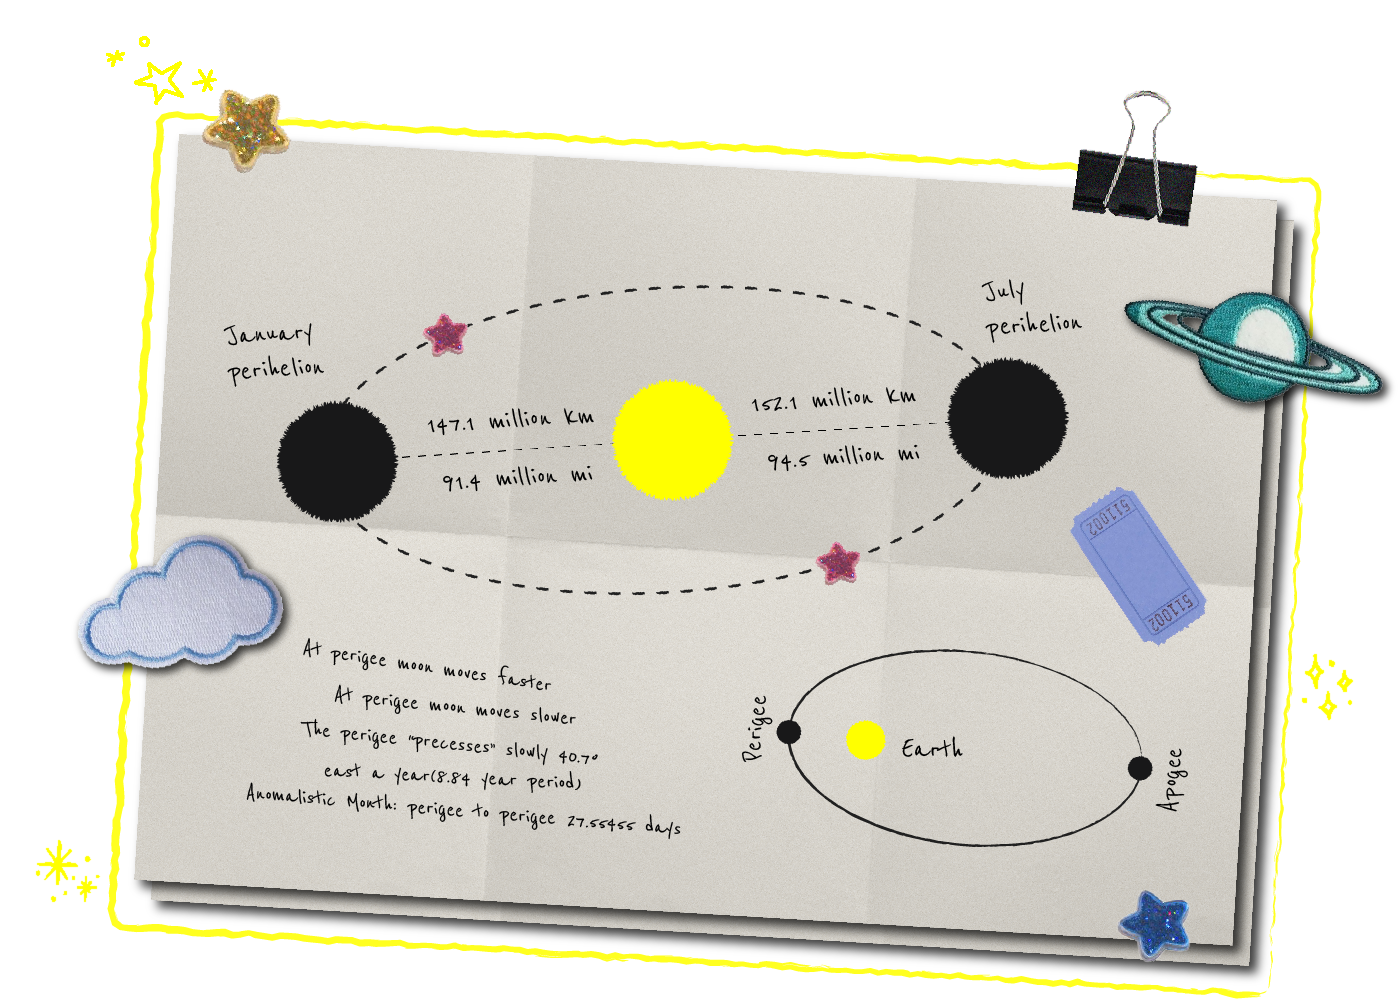 January
perihelion
July
perihelion
147.1 million Km
91.4 million mi
152.1 million Km
94.5 million mi
511002
511002
At perigee moon moves faster
At perigee moon moves slower
The perigee "precesses" slowly 40.7°
east a year(8.84 year period)
Anomalistic Month: perigee to perigee 27.55455 days
Perigee
Earth
Apogee